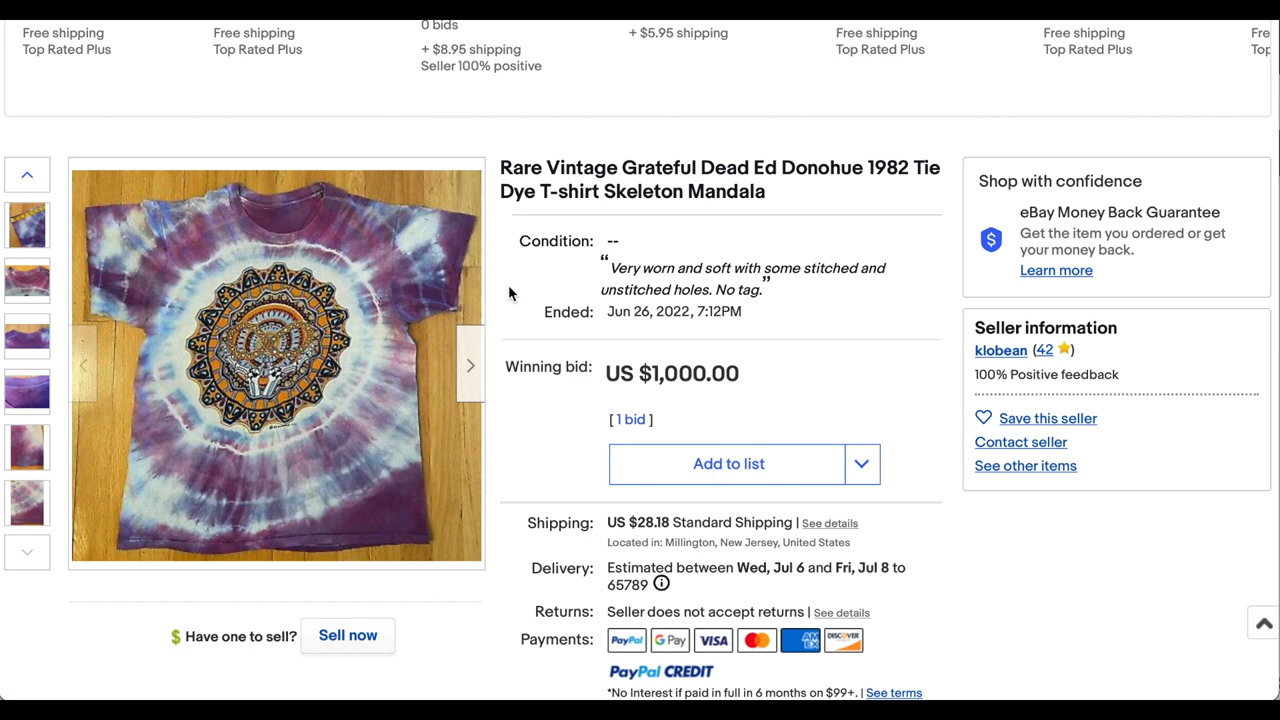 Free shipping
Top Rated Plus
Free shipping
Top Rated Plus
0 bids
+ $8.95 shipping
Seller 100% positive
+ $5.95 shipping
Free shipping
Top Rated Plus
Free shipping
Top Rated Plus
Fre
Top
Rare Vintage Grateful Dead Ed Donohue 1982 Tie
Dye T-shirt Skeleton Mandala
Condition: --
“ Very worn and soft with some stitched and
unstitched holes. No tag. ”
Ended: Jun 26, 2022, 7:12PM
Winning bid: US $1,000.00
[ 1 bid ]
Add to list
Shipping: US $28.18 Standard Shipping | See details
Located in: Millington, New Jersey, United States
Delivery: Estimated between Wed, Jul 6 and Fri, Jul 8 to
65789
Returns: Seller does not accept returns | See details
Payments: PayPal G Pay VISA AM EX DISCOVER
PayPal CREDIT
*No Interest if paid in full in 6 months on $99+. | See terms
Have one to sell? Sell now
Shop with confidence
eBay Money Back Guarantee
Get the item you ordered or get
your money back.
Learn more
Seller information
klobean (42)
100% Positive feedback
Save this seller
Contact seller
See other items